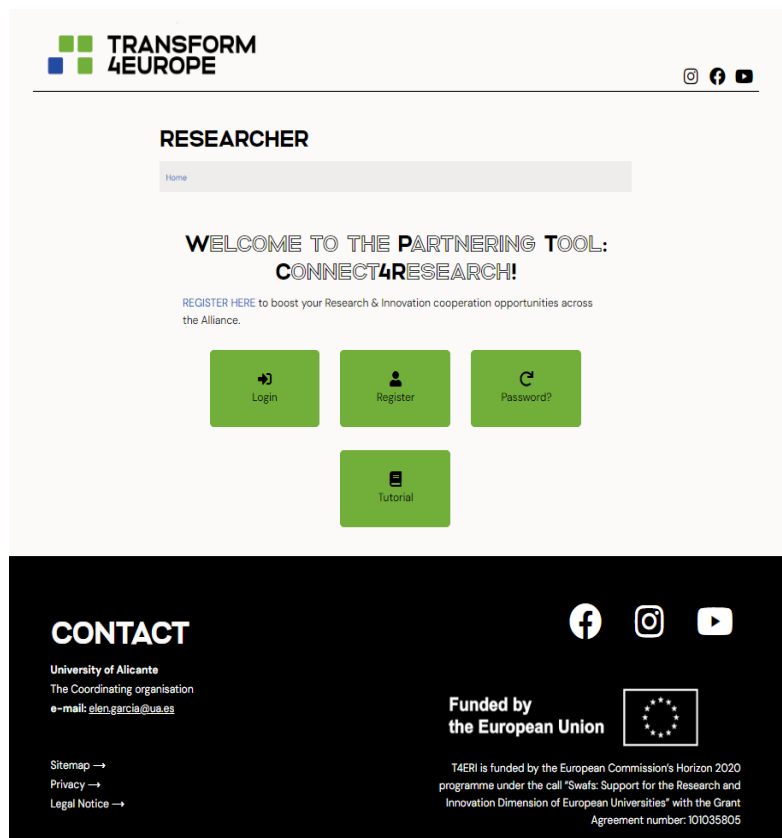 TRANSFORM
4EUROPE
RESEARCHER
Home
Welcome to the Partnering Tool:
Connect4Research!
REGISTER HERE to boost your Research & Innovation cooperation opportunities across
the Alliance.
Login
Register
Password?
Tutorial
CONTACT
University of Alicante
The Coordinating organisation
e-mail: elen.garcia@ua.es
Sitemap →
Privacy →
Legal Notice →
Funded by
the European Union
T4ERI is funded by the European Commission's Horizon 2020
programme under the call "Swafs: Support for the Research and
Innovation Dimension of European Universities" with the Grant
Agreement number: 101035805